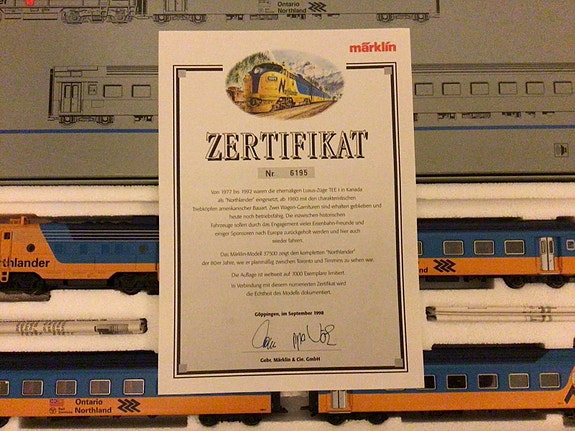 Ontario
Northland
märklin
ZERTIFIKAT
Nr. 6195
Von 1977 bis 1992 waren die ehemaligen Luxus-Züge TEE I in Kanada
als "Northlander" eingesetzt, ab 1980 mit den charakteristischen
Triebköpfen amerikanischer Bauart. Zwei Wagen-Garnituren sind erhalten geblieben und
heute noch betriebsfähig. Die inzwischen historischen
Fahrzeuge sollen durch das Engagement vieler Eisenbahn-Freunde und
einiger Sponsoren nach Europa zurückgeholt werden und hier auch
wieder fahren.
Das Märklin-Modell 37500 zeigt den kompletten "Northlander"
der 80er Jahre, wie er planmäßig zwischen Toronto und Timmins zu sehen war.
Die Auflage ist weltweit auf 7000 Exemplare limitiert.
In Verbindung mit diesem numerierten Zertifikat wird
die Echtheit des Modells dokumentiert.
Göppingen, im September 1998
Gebr. Märklin & Cie. GmbH
rthlander
Ontario Northland
Ontario
Northland
Ontario Northland